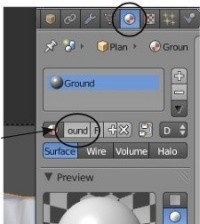 Plan Groun
Ground
ound F D
Surface Wire Volume Halo
Preview